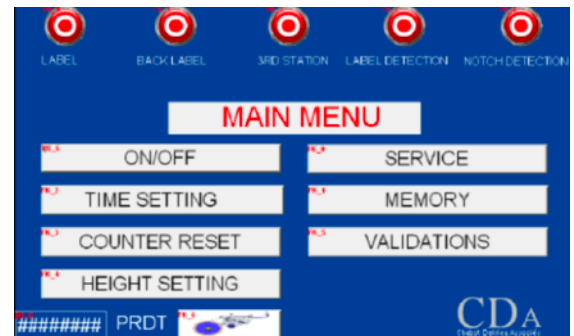 LABEL BACK LABEL 3RD STATION LABEL DETECTION NOTCH DETECTION
MAIN MENU
ON/OFF SERVICE
TIME SETTING MEMORY
COUNTER RESET VALIDATIONS
HEIGHT SETTING
######## PRDT CDA